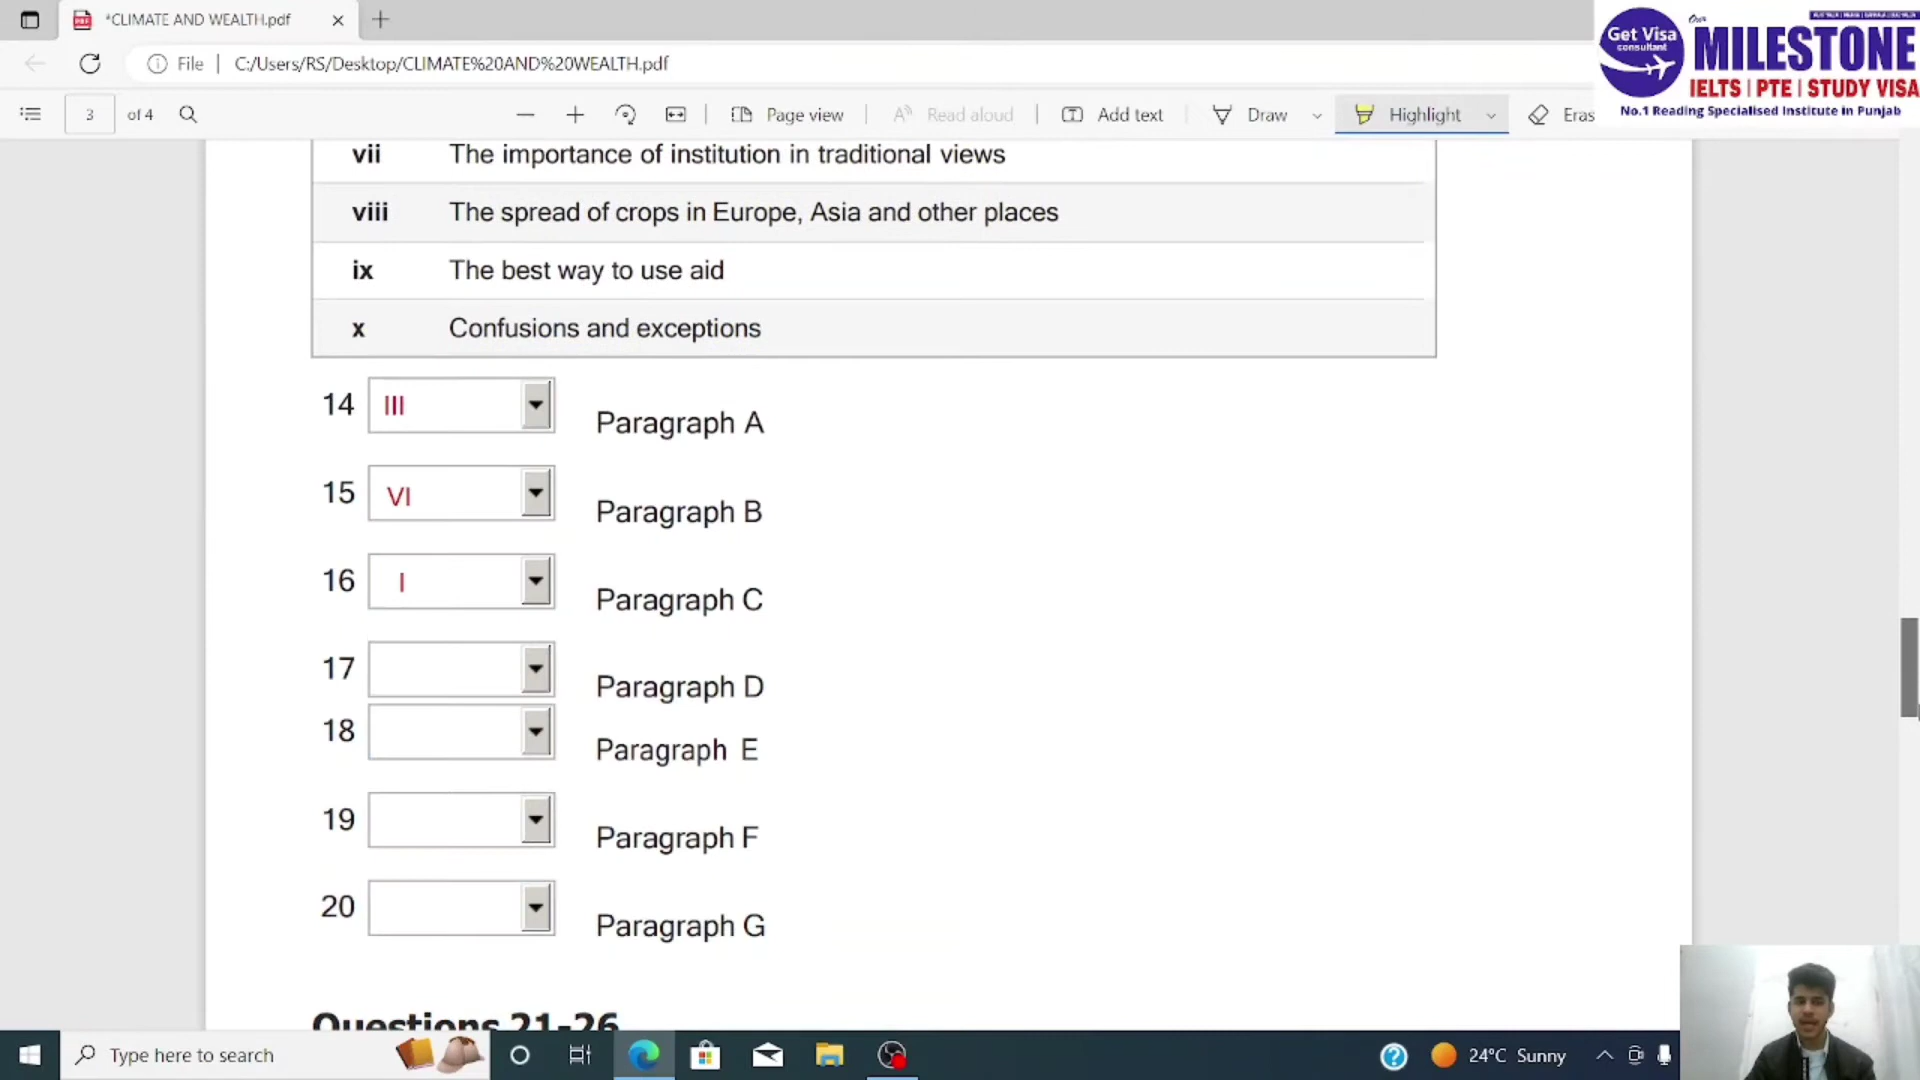 *CLIMATE AND WEALTH.pdf
File C:/Users/RS/Desktop/CLIMATE%20AND%20WEALTH.pdf
3 of 4 Page view Read aloud Add text Draw Highlight Eras
Our
Get Visa consultant
MILESTONE
IELTS | PTE | STUDY VISA
No.1 Reading Specialised Institute in Punjab
vii The importance of institution in traditional views
viii The spread of crops in Europe, Asia and other places
ix The best way to use aid
x Confusions and exceptions
14 III Paragraph A
15 VI Paragraph B
16 I Paragraph C
17 Paragraph D
18 Paragraph E
19 Paragraph F
20 Paragraph G
Questions 21-26
Type here to search 24°C Sunny